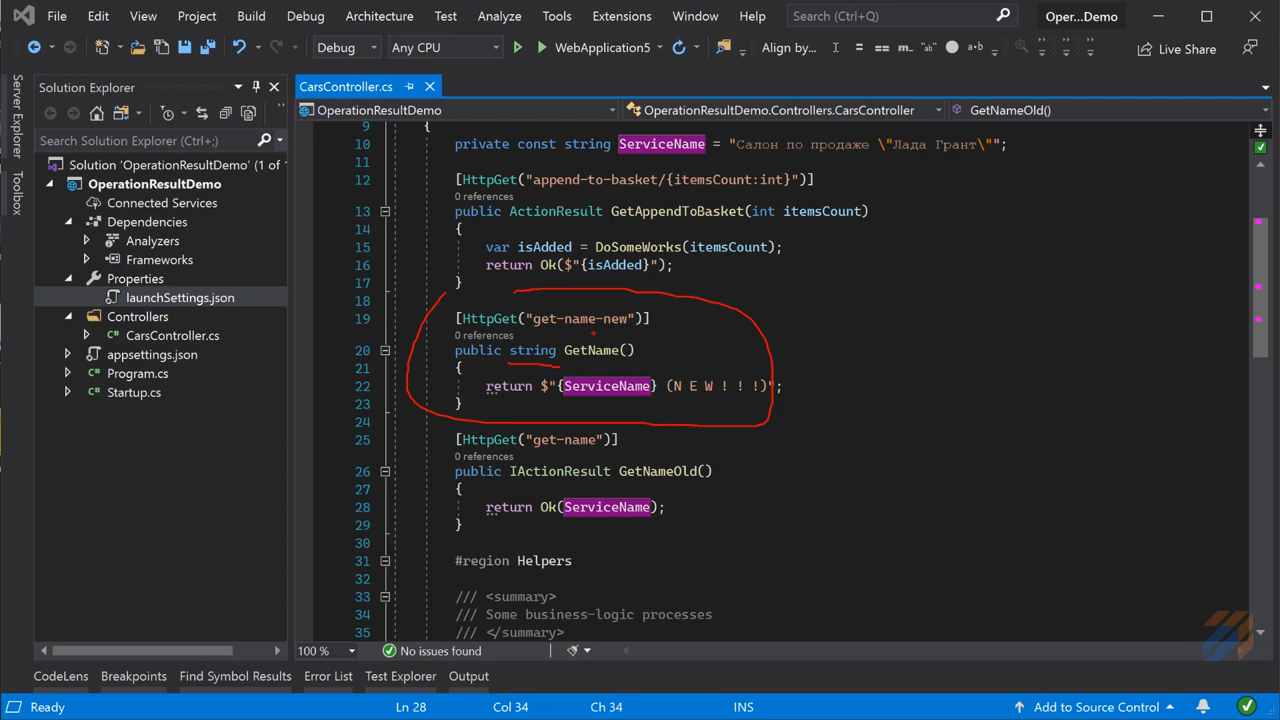 File Edit View Project Build Debug Architecture Test Analyze Tools Extensions Window Help Search (Ctrl+Q) Oper...Demo
Debug Any CPU WebApplication5 Align by... Live Share
Server Explorer
Toolbox
Solution Explorer
Search Solution Explorer (Ctrl+;)
Solution 'OperationResultDemo' (1 of 1
OperationResultDemo
Connected Services
Dependencies
Analyzers
Frameworks
Properties
launchSettings.json
Controllers
CarsController.cs
appsettings.json
Program.cs
Startup.cs
CarsController.cs
OperationResultDemo OperationResultDemo.Controllers.CarsController GetNameOld()
9 {
10 private const string ServiceName = "Салон по продаже \"Лада Грант\"";
11
12 [HttpGet("append-to-basket/{itemsCount:int}")]
0 references
13 public ActionResult GetAppendToBasket(int itemsCount)
14 {
15 var isAdded = DoSomeWorks(itemsCount);
16 return Ok($"{isAdded}");
17 }
18
19 [HttpGet("get-name-new")]
0 references
20 public string GetName()
21 {
22 return $"{ServiceName} (N E W ! ! !)";
23 }
24
25 [HttpGet("get-name")]
0 references
26 public IActionResult GetNameOld()
27 {
28 return Ok(ServiceName);
29 }
30
31 #region Helpers
32
33 /// <summary>
34 /// Some business-logic processes
35 /// </summary>
100 % No issues found
CodeLens Breakpoints Find Symbol Results Error List Test Explorer Output
Ready Ln 28 Col 34 Ch 34 INS Add to Source Control